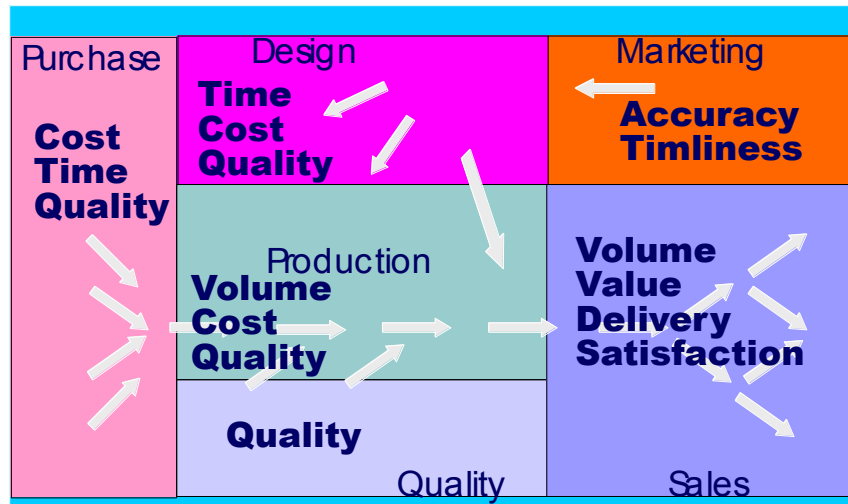 Purchase
Cost
Time
Quality
Design
Time
Cost
Quality
Marketing
Accuracy
Timliness
Production
Volume
Cost
Quality
Quality
Quality
Volume
Value
Delivery
Satisfaction
Sales